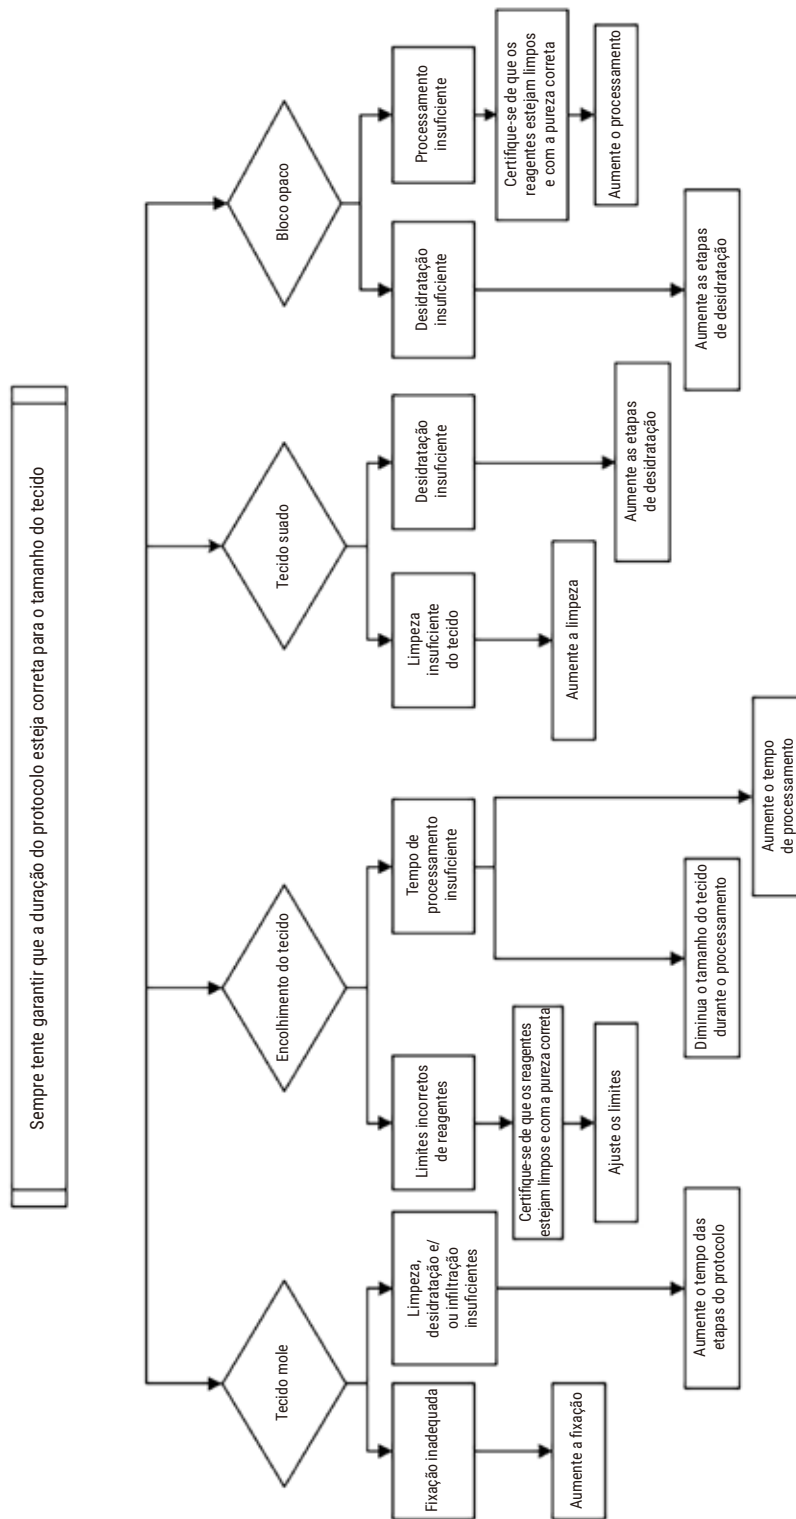 Sempre tente garantir que a duração do protocolo esteja correta para o tamanho do tecido
Tecido mole
Encolhimento do tecido
Tecido suado
Bloco opaco
Fixação inadequada
Limpeza,
desidratação e/
ou infiltração
insuficientes
Limites incorretos
de reagentes
Tempo de
processamento
insuficiente
Limpeza
insuficiente
do tecido
Desidratação
insuficiente
Desidratação
insuficiente
Processamento
insuficiente
Certifique-se de que os reagentes
estejam limpos e com a pureza correta
Certifique-se de que os
reagentes estejam limpos
e com a pureza correta
Aumente a fixação
Aumente a limpeza
Ajuste os limites
Aumente o processamento
Aumente as etapas
de desidratação
Aumente o tempo das
etapas do protocolo
Diminua o tamanho do tecido
durante o processamento
Aumente as etapas
de desidratação
Aumente o tempo
de processamento